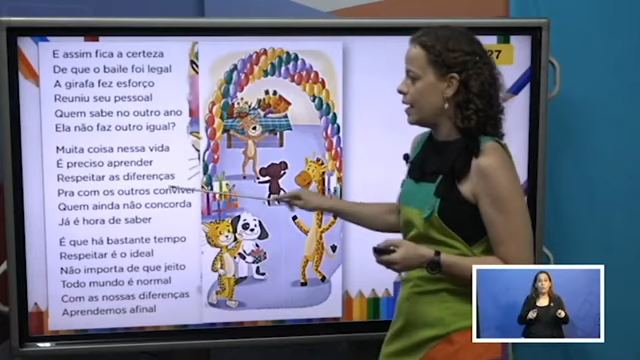 E assim fica a certeza
De que o baile foi legal
A girafa fez esforço
Reuniu seu pessoal
Quem sabe no outro ano
Ela não faz outro igual?
Muita coisa nessa vida
É preciso aprender
Respeitar as diferenças
Pra com os outros conviver
Quem ainda não concorda
Já é hora de saber
É que há bastante tempo
Respeitar é o ideal
Não importa de que jeito
Todo mundo é normal
Com as nossas diferenças
Aprendemos afinal
27